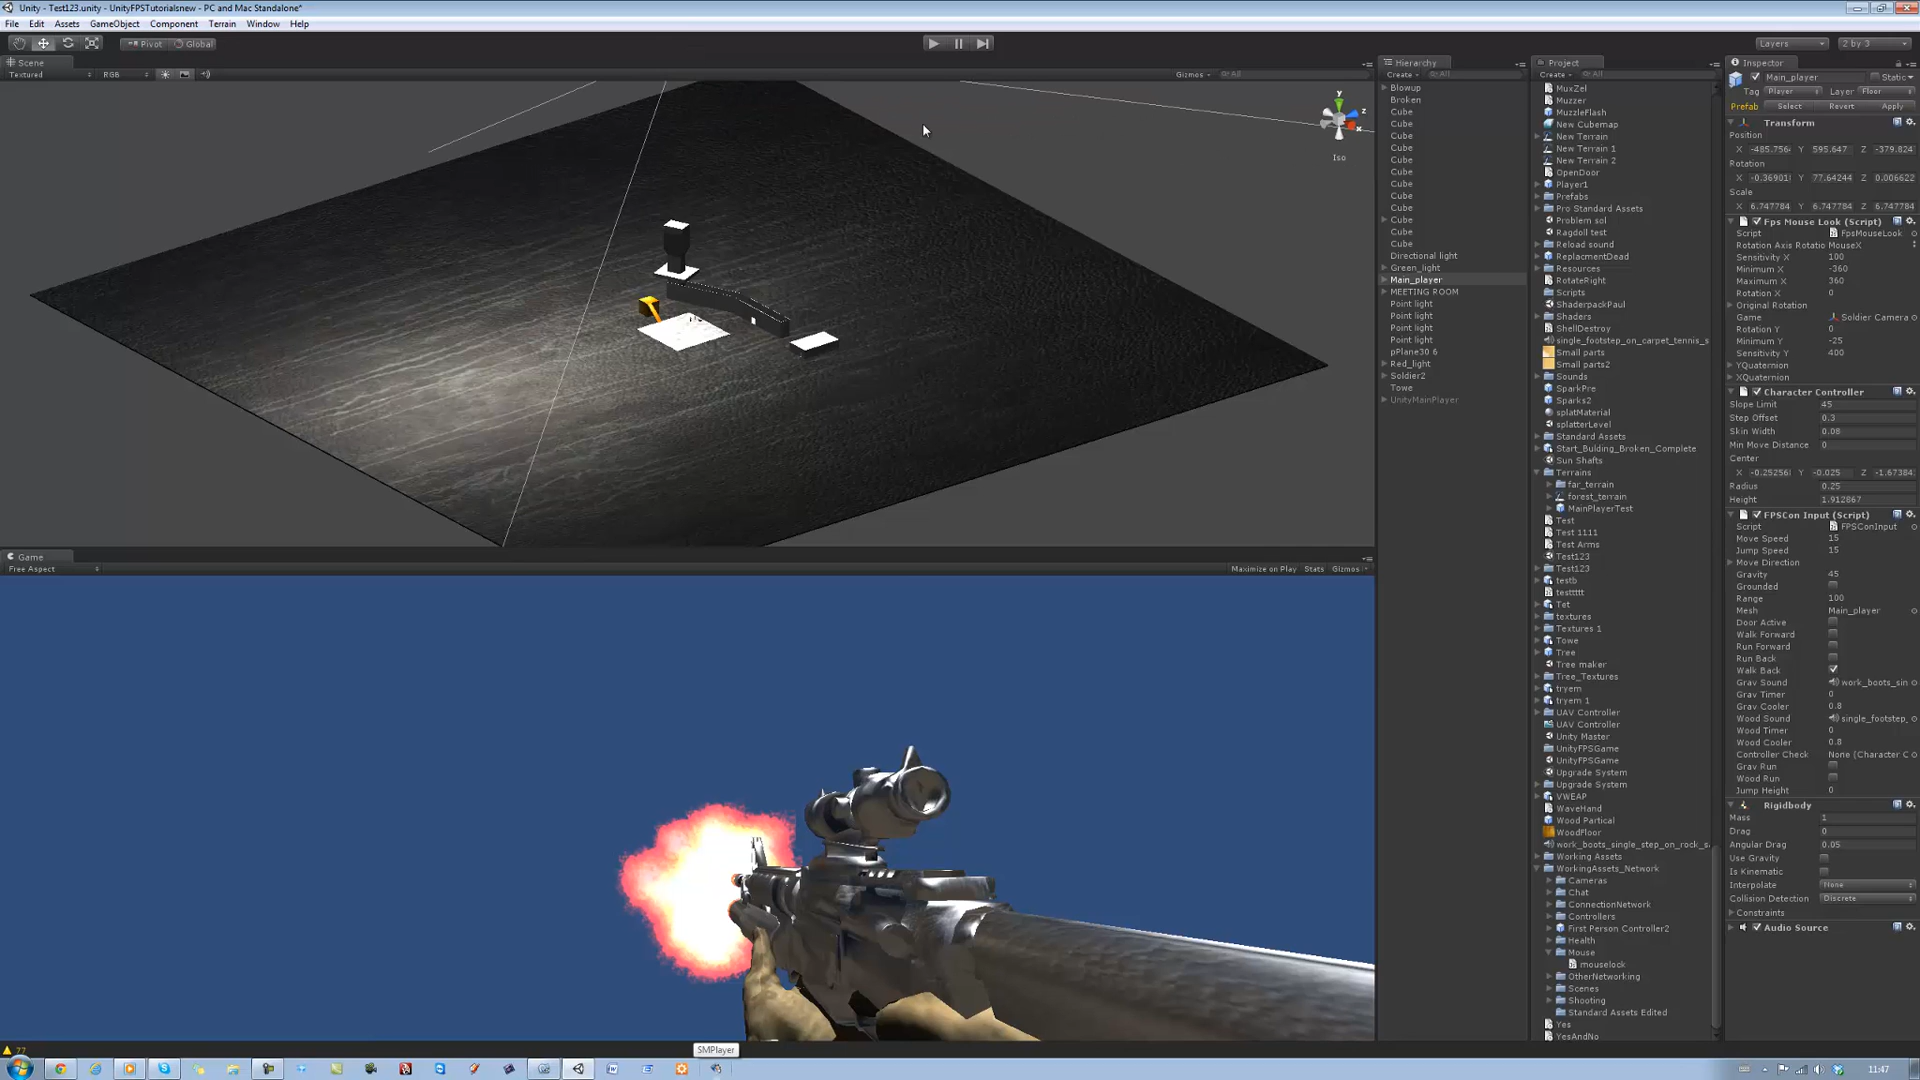 Unity - Test123.unity - UnityFPSTutorialsnew - PC and Mac Standalone*
File Edit Assets GameObject Component Terrain Window Help
Pivot Global
Layers 2 by 3
Scene
Textured RGB Gizmos All
y
z
x
Iso
Game
Free Aspect
Maximize on Play Stats Gizmos
Hierarchy
Create All
Blowup
Broken
Cube
Cube
Cube
Cube
Cube
Cube
Cube
Cube
Cube
Cube
Cube
Cube
Directional light
Green_light
Main_player
MEETING ROOM
Point light
Point light
Point light
Point light
pPlane30 6
Red_light
Soldier2
Towe
UnityMainPlayer
Project
Create All
MuxZel
Muzzer
MuzzleFlash
New Cubemap
New Terrain
New Terrain 1
New Terrain 2
OpenDoor
Player1
Prefabs
Pro Standard Assets
Problem sol
Ragdoll test
Reload sound
ReplacmentDead
Resources
RotateRight
Scripts
ShaderpackPaul
Shaders
ShellDestroy
single_footstep_on_carpet_tennis_s
Small parts
Small parts2
Sounds
SparkPre
Sparks2
splatMaterial
splatterLevel
Standard Assets
Start_Bulding_Broken_Complete
Sun Shafts
Terrains
far_terrain
forest_terrain
MainPlayerTest
Test
Test 1111
Test Arms
Test123
Test123
testb
testtttt
Tet
textures
Textures 1
Towe
Tree
Tree maker
Tree_Textures
tryem
tryem 1
UAV Controller
UAV Controller
Unity Master
UnityFPSGame
UnityFPSGame
Upgrade System
Upgrade System
VWEAP
WaveHand
Wood Partical
WoodFloor
work_boots_single_step_on_rock_s
Working Assets
WorkingAssets_Network
Cameras
Chat
ConnectionNetwork
Controllers
First Person Controller2
Health
Mouse
mouselock
OtherNetworking
Scenes
Shooting
Standard Assets Edited
Yes
YesAndNo
Inspector
Main_player Static
Tag Player Layer Floor
Prefab Select Revert Apply
Transform
Position
X -485.756 Y 595.647 Z -379.824
Rotation
X -0.36901 Y 77.64244 Z 0.006622
Scale
X 6.747784 Y 6.747784 Z 6.747784
Fps Mouse Look (Script)
Script FpsMouseLook
Rotation Axis Rotatio MouseX
Sensitivity X 100
Minimum X -360
Maximum X 360
Rotation X 0
Original Rotation
Game Soldier Camera
Rotation Y 0
Minimum Y -25
Sensitivity Y 400
YQuaternion
XQuaternion
Character Controller
Slope Limit 45
Step Offset 0.3
Skin Width 0.08
Min Move Distance 0
Center
X -0.25256 Y -0.025 Z -1.67384
Radius 0.25
Height 1.912867
FPSCon Input (Script)
Script FPSConInput
Move Speed 15
Jump Speed 15
Move Direction
Gravity 45
Grounded
Range 100
Mesh Main_player
Door Active
Walk Forward
Run Forward
Run Back
Walk Back
Grav Sound work_boots_sin
Grav Timer 0
Grav Cooler 0.8
Wood Sound single_footstep_
Wood Timer 0
Wood Cooler 0.8
Controller Check None (Character C
Grav Run
Wood Run
Jump Height 0
Rigidbody
Mass 1
Drag 0
Angular Drag 0.05
Use Gravity
Is Kinematic
Interpolate None
Collision Detection Discrete
Constraints
Audio Source
77
SMPlayer
11:47